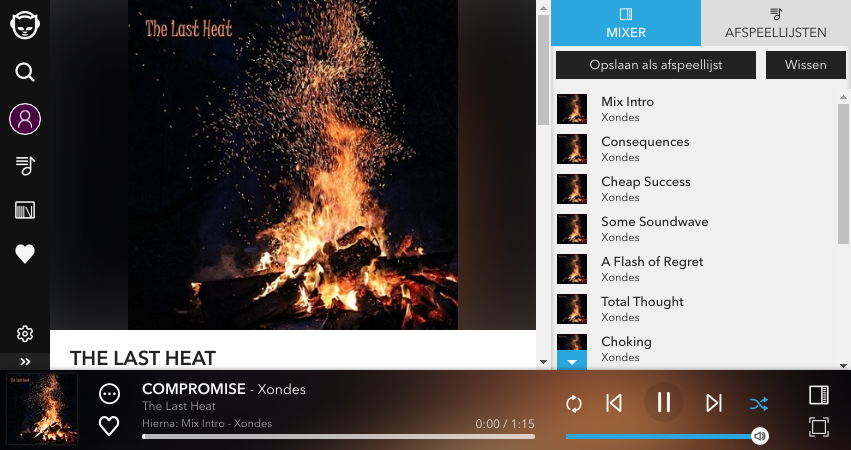 The Last Heat
THE LAST HEAT
MIXER
AFSPEELLIJSTEN
Opslaan als afspeellijst
Wissen
Mix Intro
Xondes
Consequences
Xondes
Cheap Success
Xondes
Some Soundwave
Xondes
A Flash of Regret
Xondes
Total Thought
Xondes
Choking
Xondes
COMPROMISE - Xondes
The Last Heat
Hierna: Mix Intro - Xondes
0:00 / 1:15